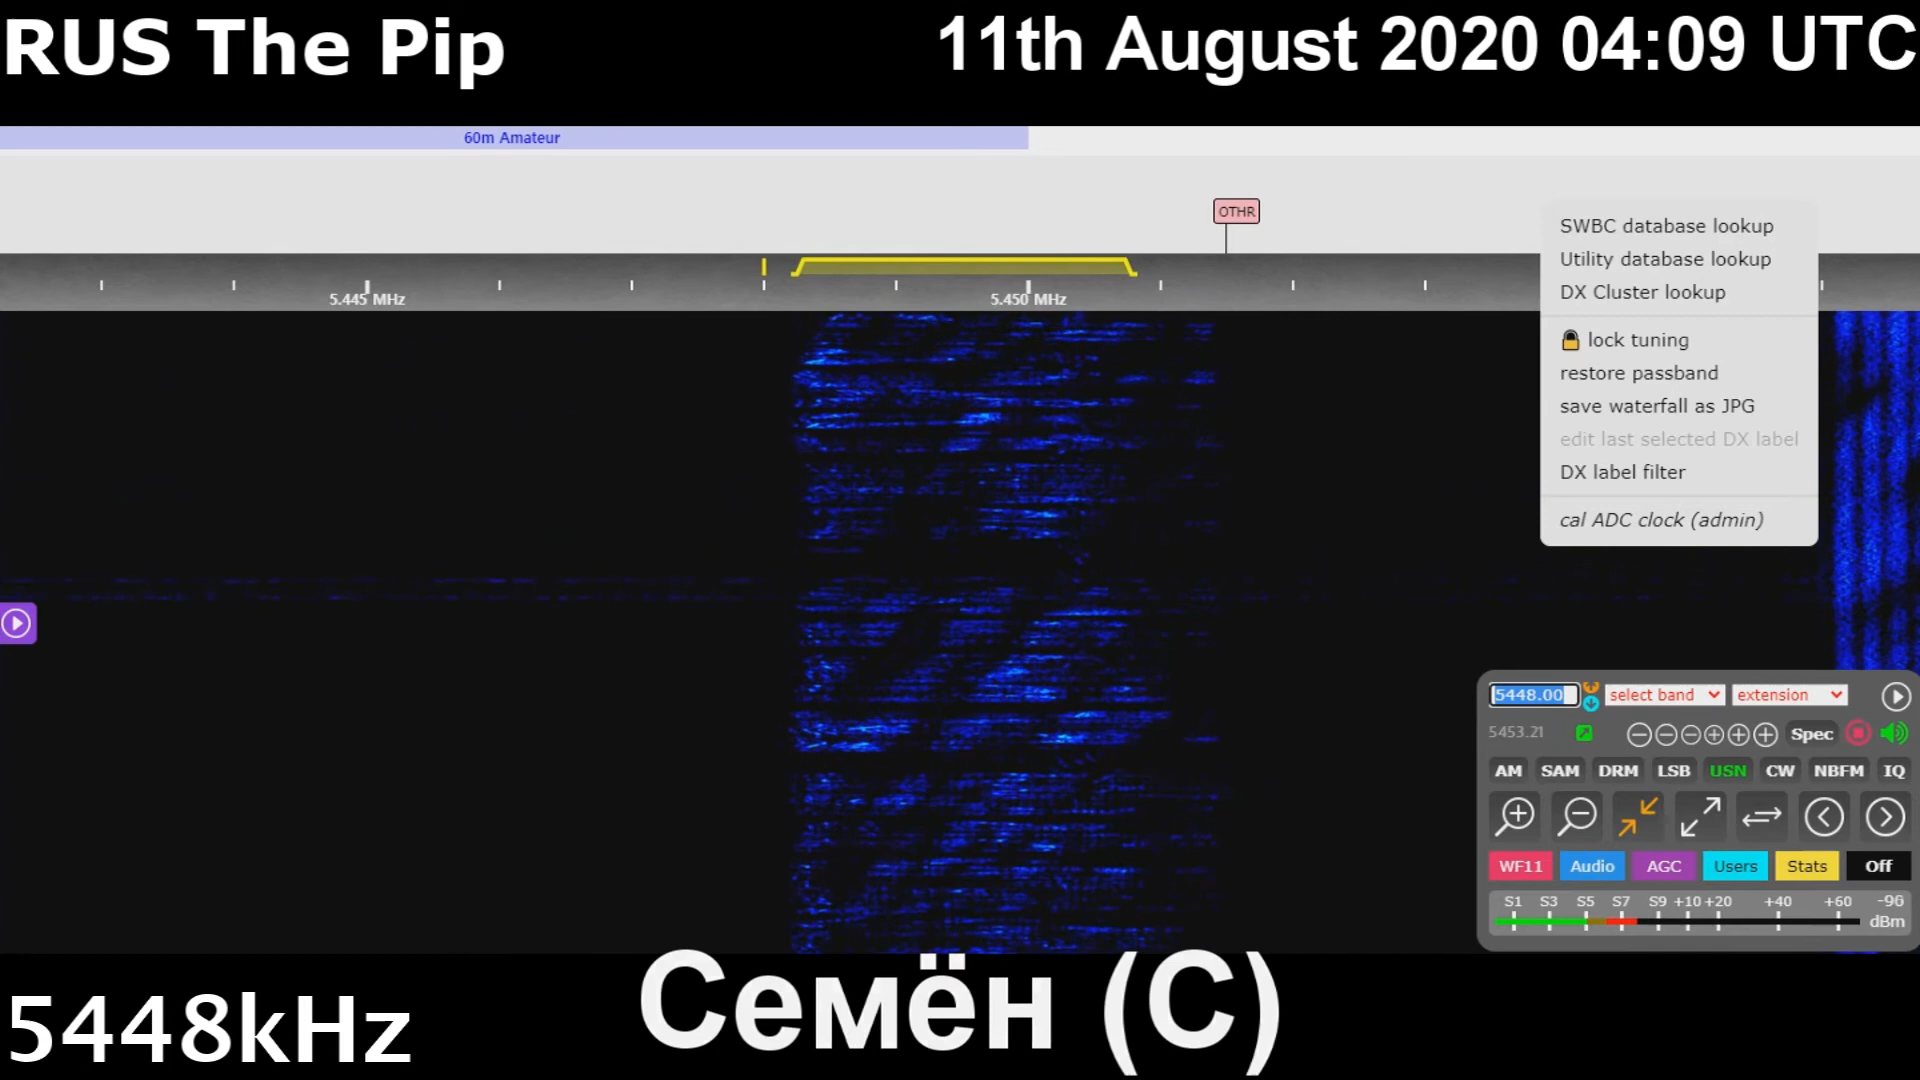 RUS The Pip
11th August 2020 04:09 UTC
60m Amateur
OTHR
5.445 MHz
5.450 MHz
SWBC database lookup
Utility database lookup
DX Cluster lookup
lock tuning
restore passband
save waterfall as JPG
edit last selected DX label
DX label filter
cal ADC clock (admin)
5448.00 select band extension
5453.21 Spec
AM SAM DRM LSB USN CW NBFM IQ
WF11 Audio AGC Users Stats Off
S1 S3 S5 S7 S9 +10 +20 +40 +60 -96
dBm
Семён (С)
5448kHz